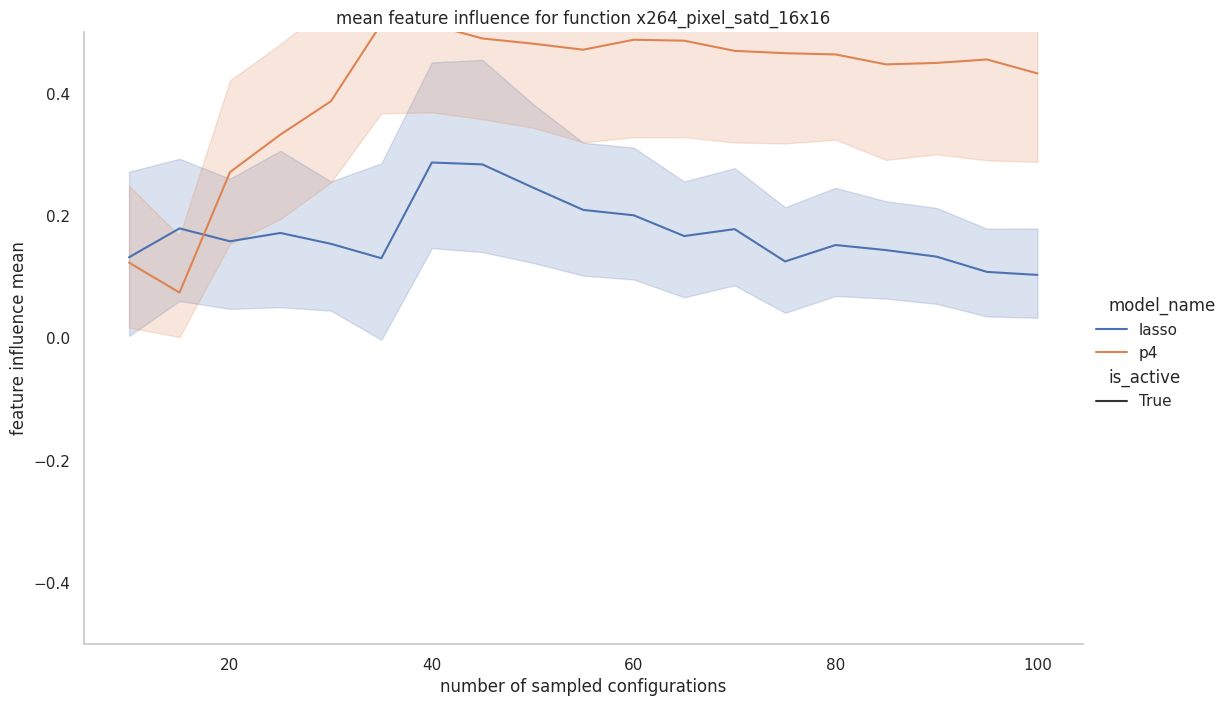 mean feature influence for function x264_pixel_satd_16x16
feature influence mean
0.4
0.2
0.0
−0.2
−0.4
20
40
60
80
100
number of sampled configurations
model_name
lasso
p4
is_active
True